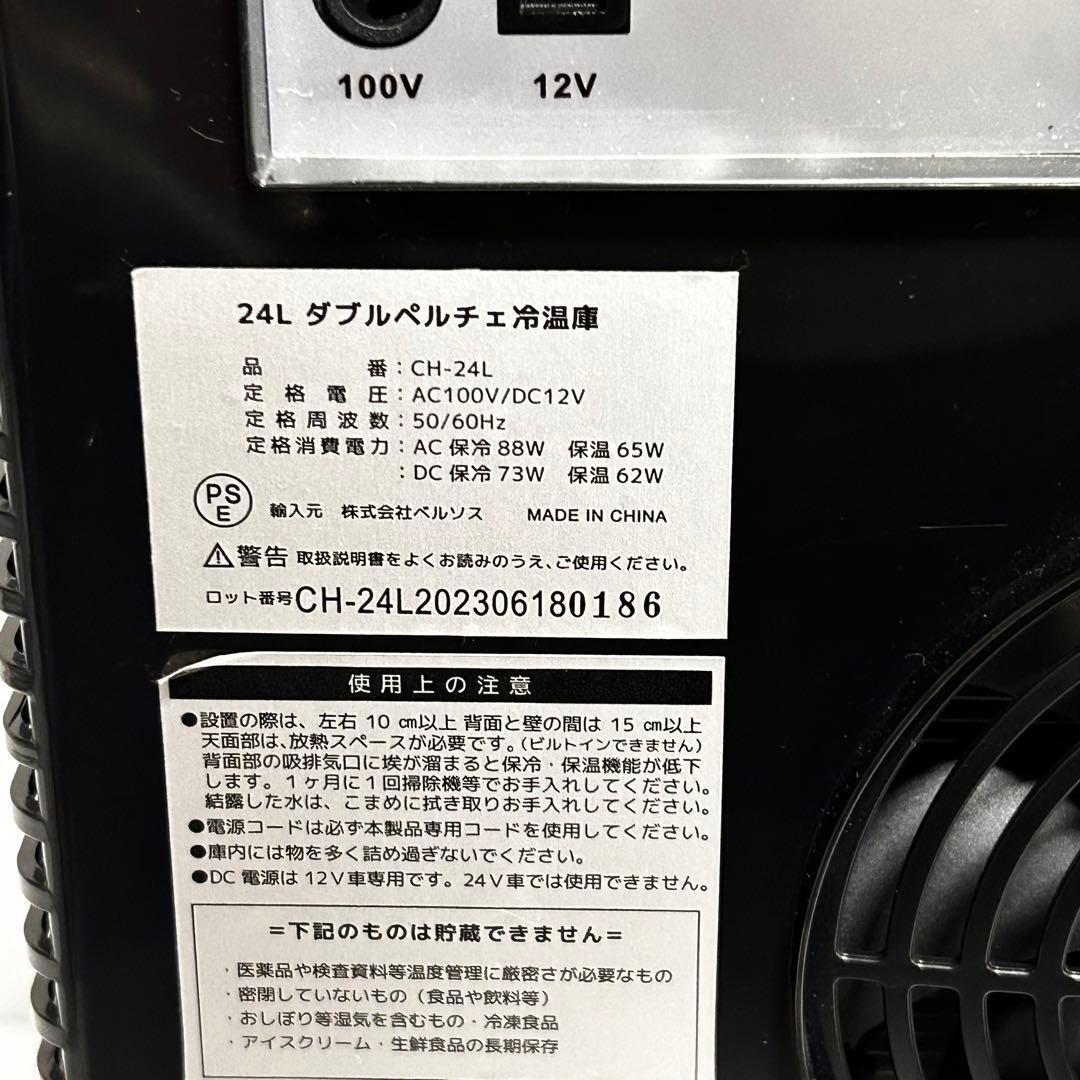 100V 12V
24L ダブルペルチェ冷温庫
品番：CH-24L
定格電圧：AC100V/DC12V
定格周波数：50/60Hz
定格消費電力：AC 保冷 88W 保温 65W
：DC 保冷 73W 保温 62W
PSE 輸入元 株式会社ベルソス MADE IN CHINA
⚠警告 取扱説明書をよくお読みのうえ、ご使用ください。
ロット番号 CH-24L202306180186
使用上の注意
●設置の際は、左右 10 ㎝以上 背面と壁の間は 15 ㎝以上
天面部は、放熱スペースが必要です。(ビルトインできません)
背面部の吸排気口に埃が溜まると保冷・保温機能が低下
します。１ヶ月に１回掃除機等でお手入れしてください。
結露した水は、こまめに拭き取りお手入れしてください。
●電源コードは必ず本製品専用コードを使用してください。
●庫内には物を多く詰め過ぎないでください。
●DC 電源は 12Ｖ車専用です。24Ｖ車では使用できません。
＝下記のものは貯蔵できません＝
・医薬品や検査資料等温度管理に厳密さが必要なもの
・密閉していないもの（食品や飲料等）
・おしぼり等湿気を含むもの・冷凍食品
・アイスクリーム・生鮮食品の長期保存